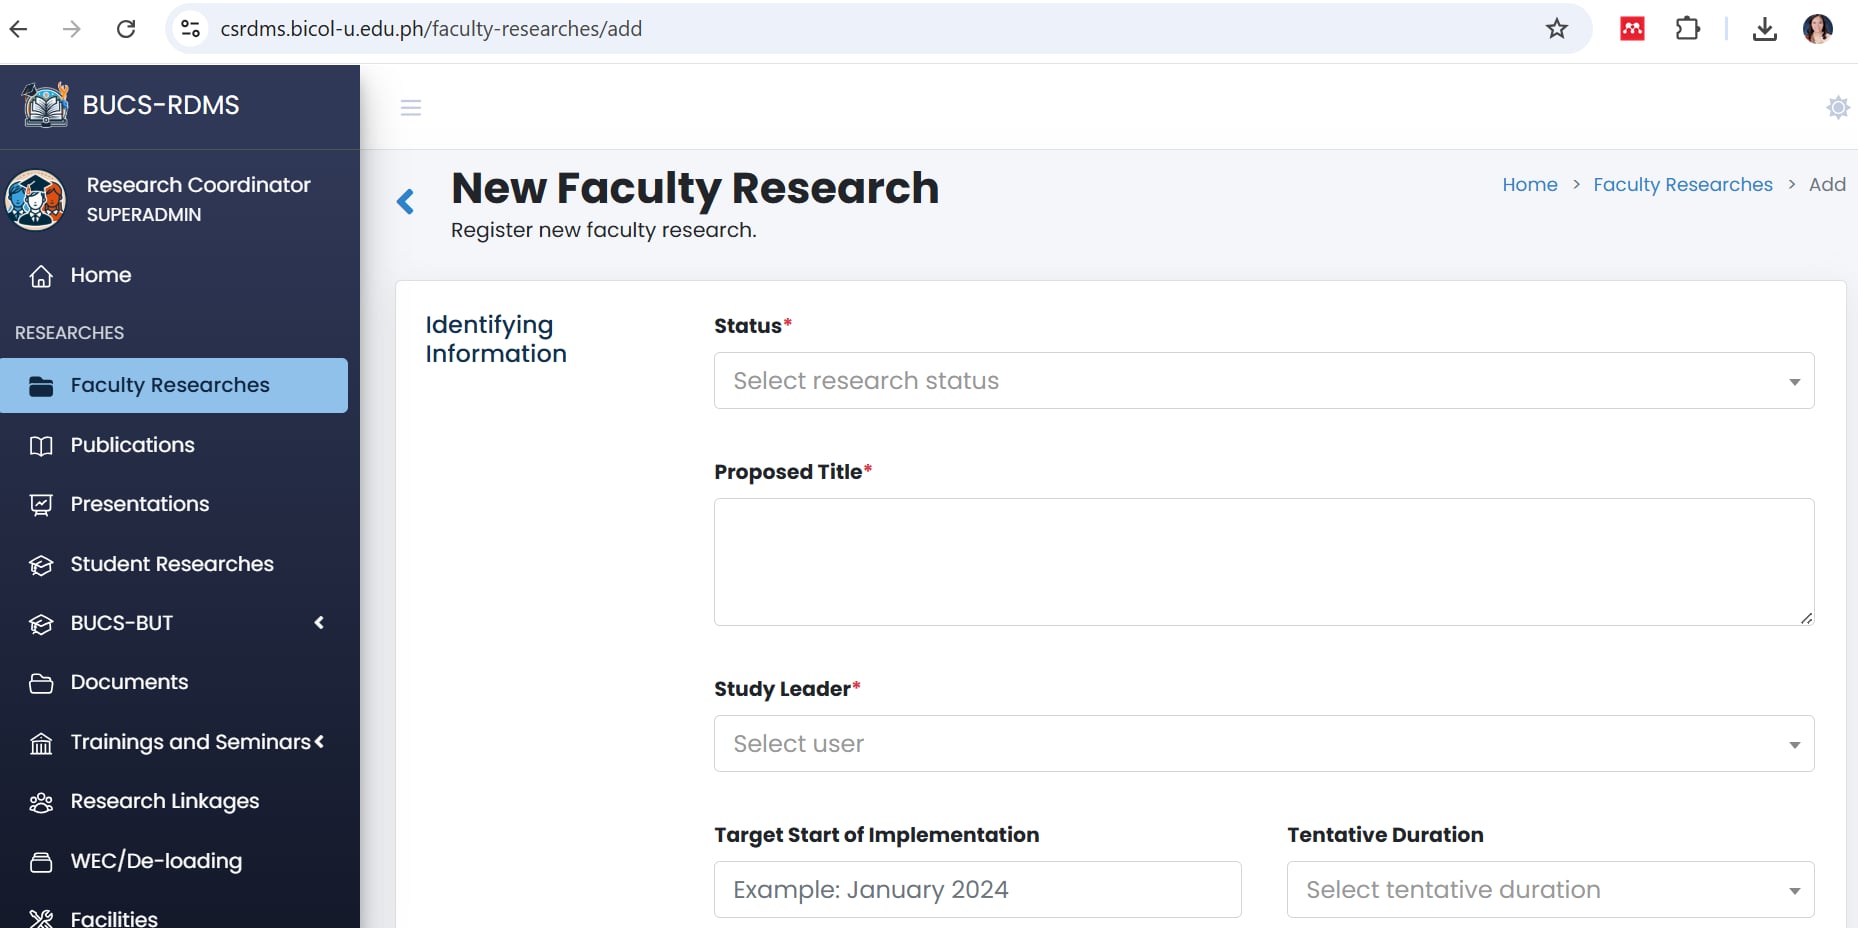 csrdms.bicol-u.edu.ph/faculty-researches/add
BUCS-RDMS
Research Coordinator
SUPERADMIN
Home
RESEARCHES
Faculty Researches
Publications
Presentations
Student Researches
BUCS-BUT
Documents
Trainings and Seminars
Research Linkages
WEC/De-loading
Facilities
New Faculty Research
Register new faculty research.
Home > Faculty Researches > Add
Identifying
Information
Status*
Select research status
Proposed Title*
Study Leader*
Select user
Target Start of Implementation
Example: January 2024
Tentative Duration
Select tentative duration